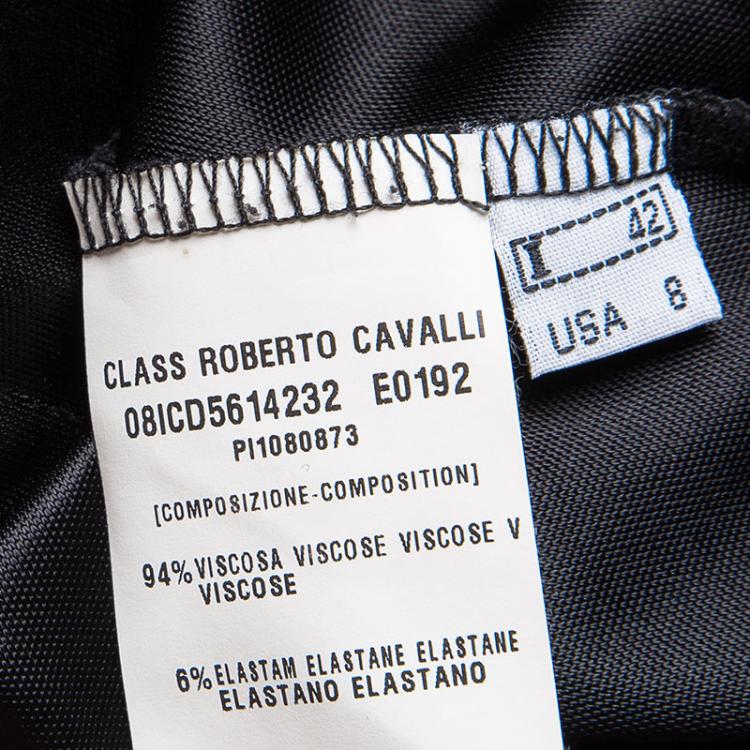 CLASS ROBERTO CAVALLI
08ICD5614232 E0192
PI1080873
[COMPOSIZIONE-COMPOSITION]
94% VISCOSA VISCOSE VISCOSE V
VISCOSE
6% ELASTAM ELASTANE ELASTANE
ELASTANO ELASTANO
I 42
USA 8